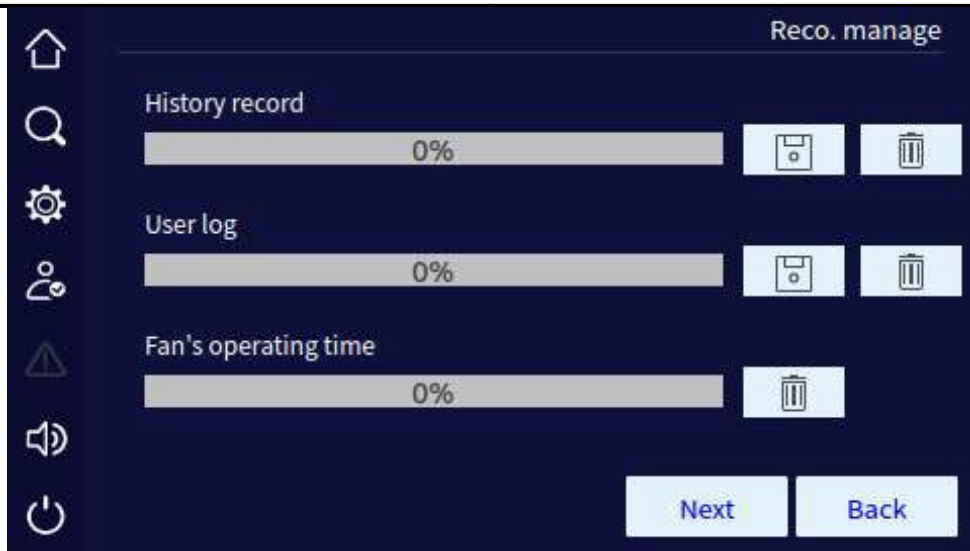 Reco. manage
History record
0%
User log
0%
Fan's operating time
0%
Next Back